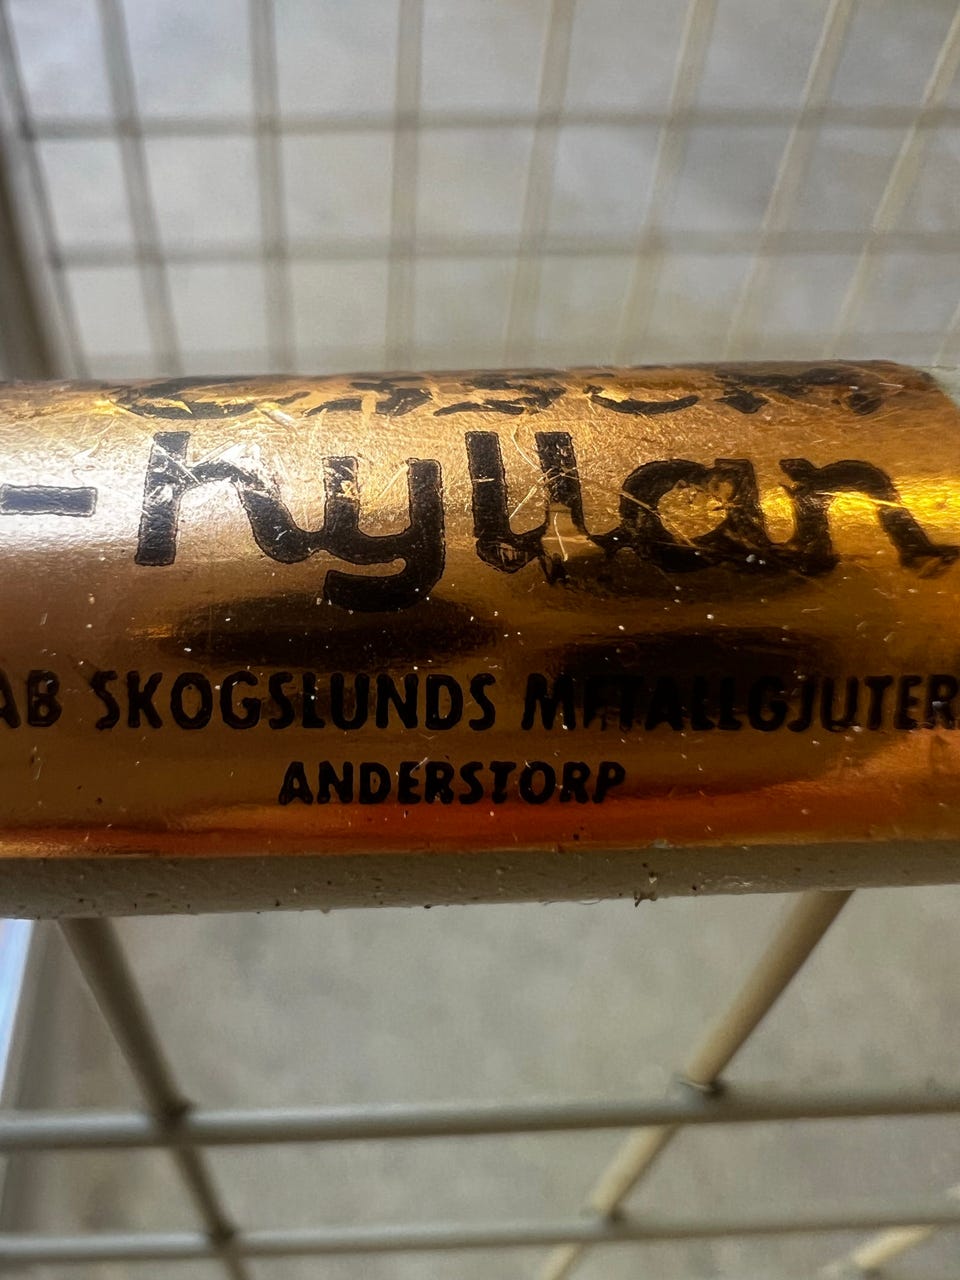 -hyllan
AB SKOGSLUNDS METALLGJUTER
ANDERSTORP